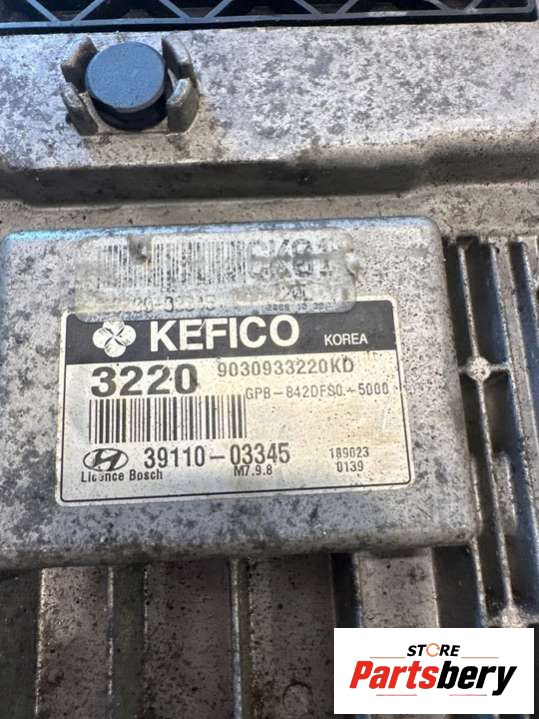 KEFICO KOREA
3220 9030933220KD
GPB-842DFS0-5000
39110-03345 189023
Licence Bosch M7.9.8 0139
STORE
Partsbery